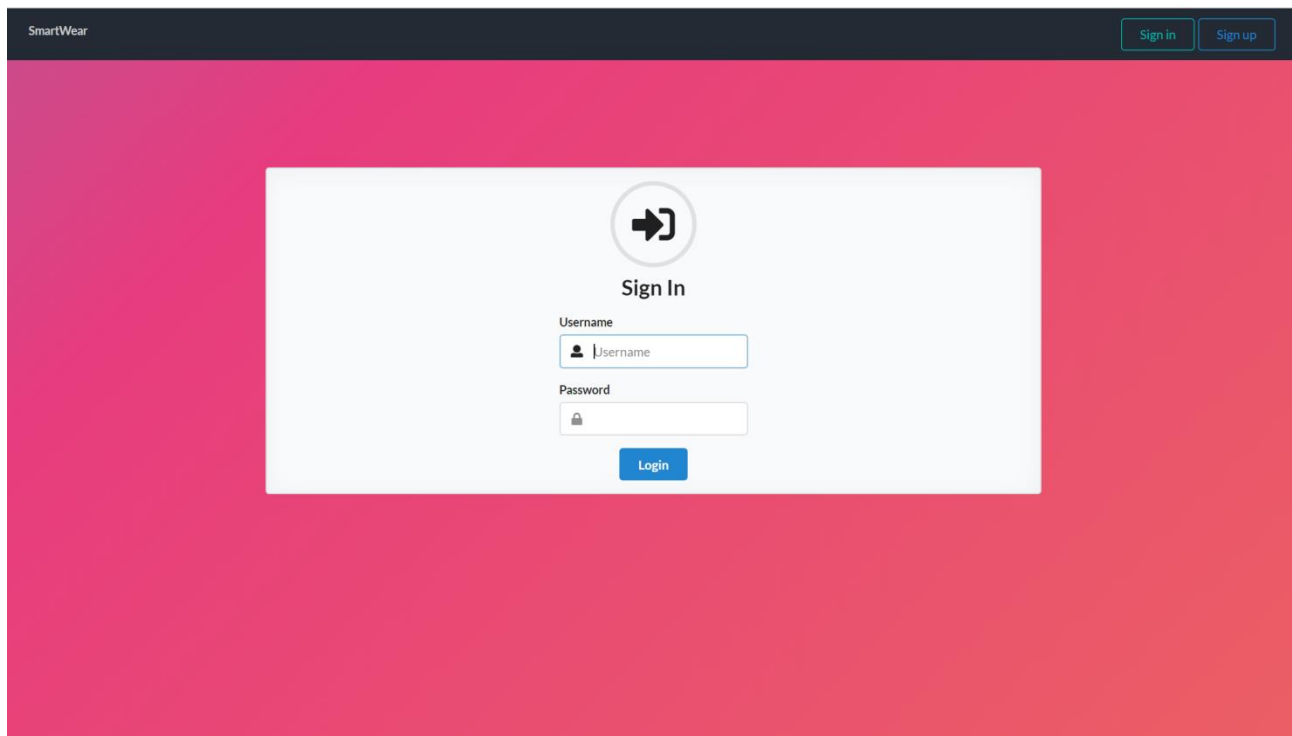 SmartWear
Sign in
Sign up
Sign In
Username
Username
Password
Login